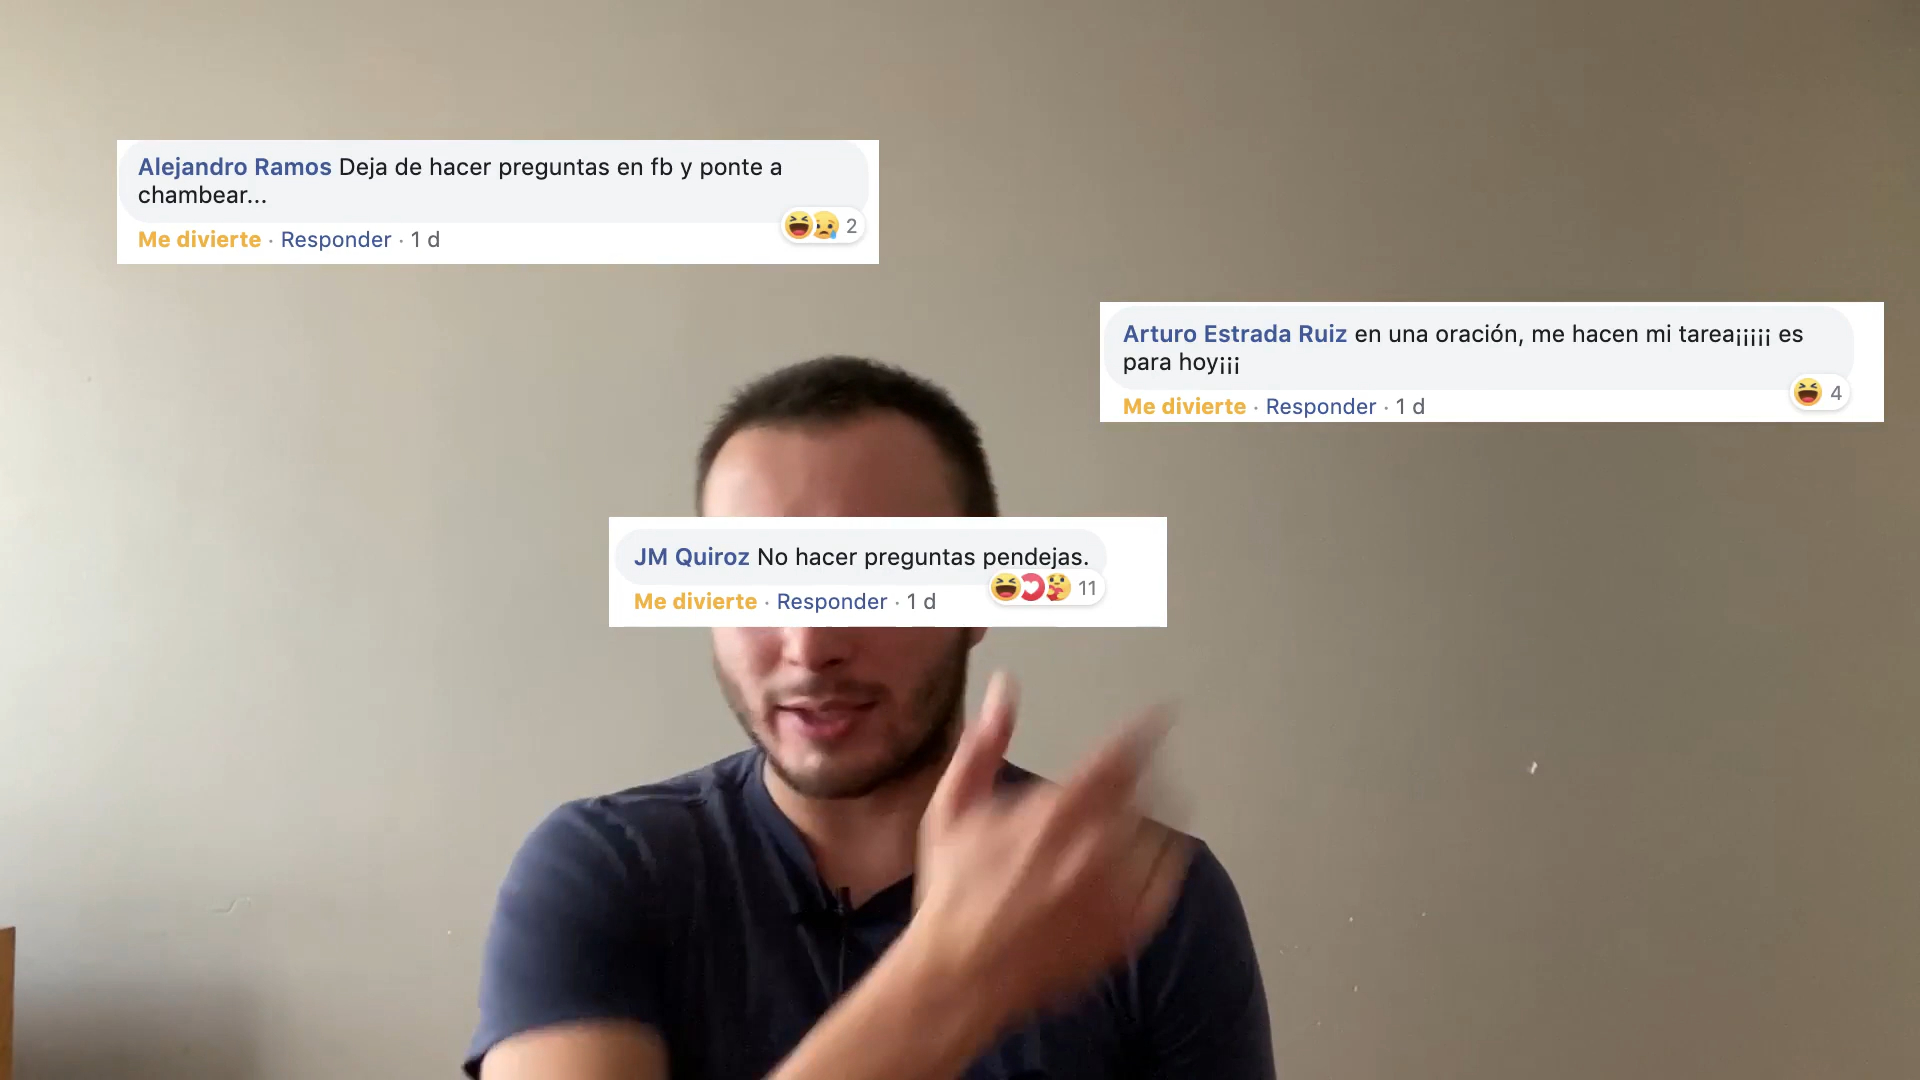 Alejandro Ramos Deja de hacer preguntas en fb y ponte a
chambear...
2
Me divierte · Responder · 1 d
Arturo Estrada Ruiz en una oración, me hacen mi tarea¡¡¡¡¡ es
para hoy¡¡¡
4
Me divierte · Responder · 1 d
JM Quiroz No hacer preguntas pendejas.
11
Me divierte · Responder · 1 d